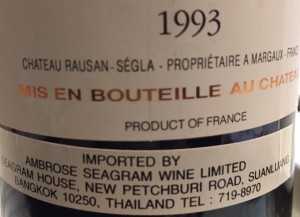 1993
CHATEAU RAUSAN-SÉGLA - PROPRIÉTAIRE A MARGAUX - FRANCE
MIS EN BOUTEILLE AU CHATEAU
PRODUCT OF FRANCE
IMPORTED BY
AMBROSE SEAGRAM WINE LIMITED
SEAGRAM HOUSE, NEW PETCHBURI ROAD, SUANLUANG,
BANGKOK 10250, THAILAND TEL : 719-8970